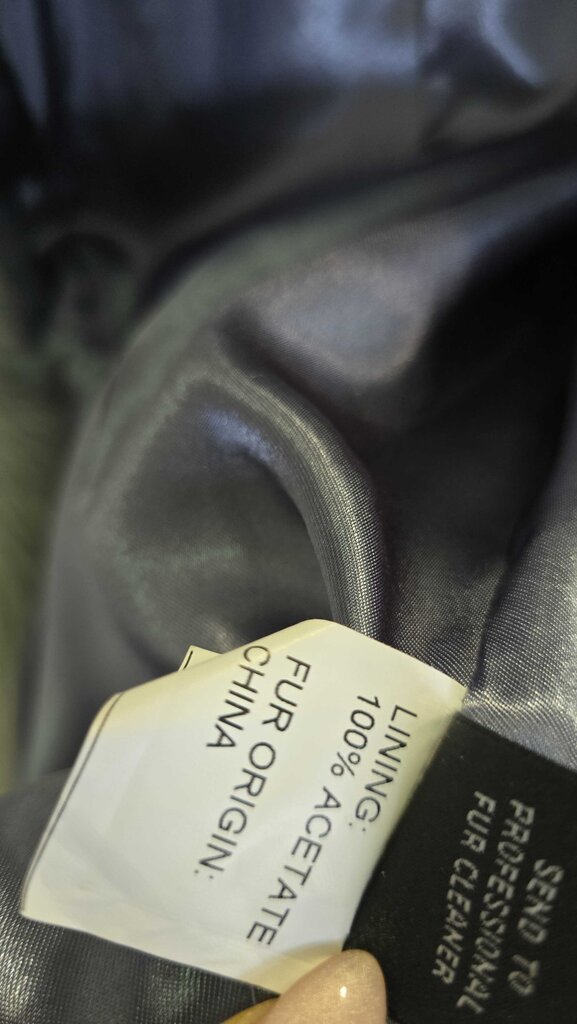 LINING:
100% ACETATE
FUR ORIGIN:
CHINA
SEND TO
PROFESSIONAL
FUR CLEANER